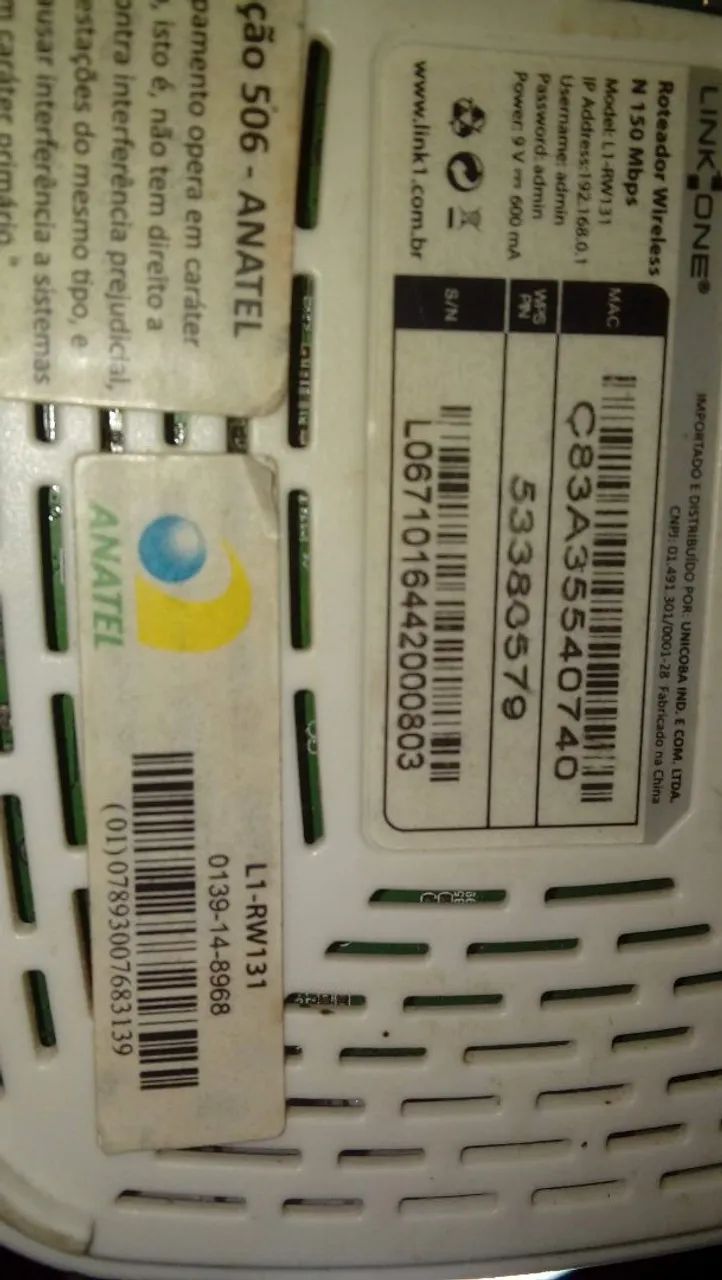 LINK ONE®
IMPORTADO E DISTRIBUÍDO POR: UNICOBA IND. E COM. LTDA.
CNPJ: 01.491.301/0001-28 Fabricado na China
Roteador Wireless
N 150 Mbps
Model: L1-RW131
IP Address:192.168.0.1
Username: admin
Password: admin
Power: 9 V 600 mA
www.link1.com.br
MAC
C83A35540740
WPS
PIN
53380579
S/N
L0671016442000803
ção 506 - ANATEL
pamento opera em caráter
, isto é, não tem direito a
ontra interferência prejudicial,
estações do mesmo tipo, e
ausar interferência a sistemas
m caráter primário."
ANATEL
L1-RW131
0139-14-8968
(01)07893007683139